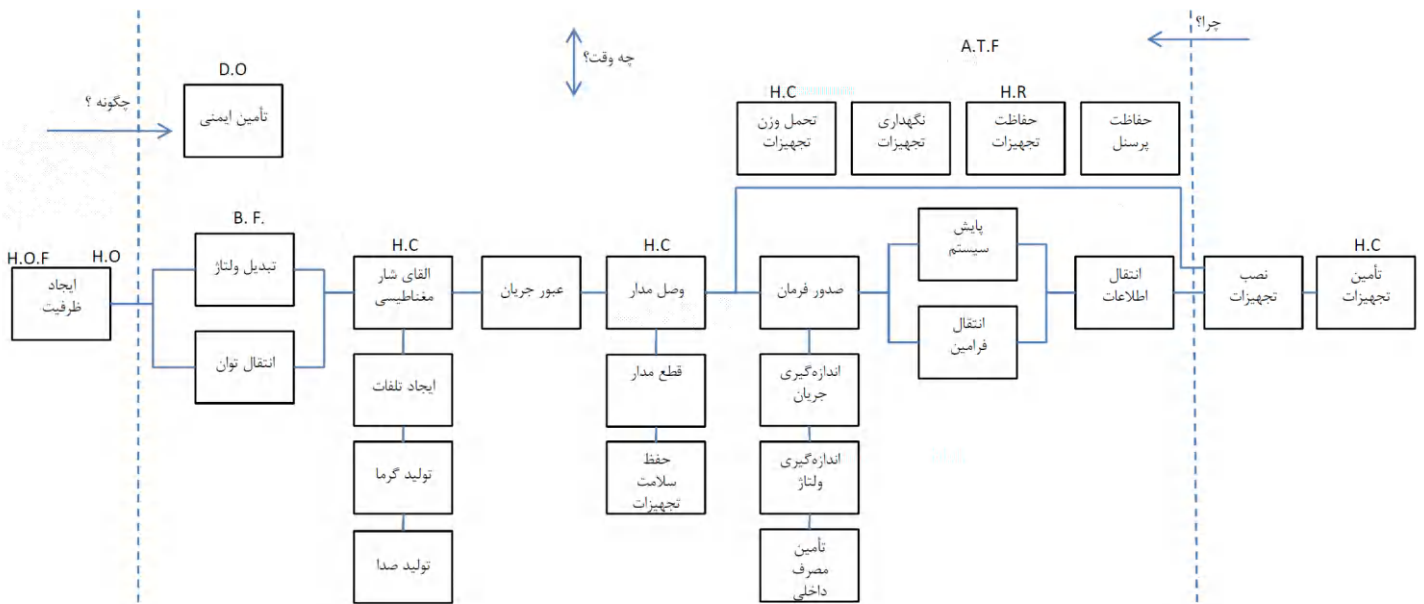 چرا؟
A.T.F
چه وقت؟
D.O
چگونه ؟
تأمین ایمنی
H.C
H.R
تحمل وزن
تجهیزات
نگهداری
تجهیزات
حفاظت
تجهیزات
حفاظت
پرسنل
B. F.
H.O.F
H.O
ایجاد
ظرفیت
تبدیل ولتاژ
انتقال توان
H.C
القای شار
مغناطیسی
عبور جریان
H.C
وصل مدار
صدور فرمان
پایش
سیستم
انتقال
فرامین
انتقال
اطلاعات
نصب
تجهیزات
H.C
تأمین
تجهیزات
ایجاد تلفات
تولید گرما
تولید صدا
قطع مدار
حفظ
سلامت
تجهیزات
اندازه‌گیری
جریان
اندازه‌گیری
ولتاژ
تأمین
مصرف
داخلی